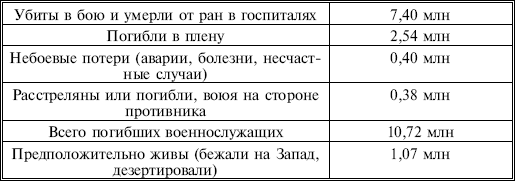 Убиты в бою и умерли от ран в госпиталях 7,40 млн
Погибли в плену 2,54 млн
Небоевые потери (аварии, болезни, несчаст-
ные случаи) 0,40 млн
Расстреляны или погибли, воюя на стороне
противника 0,38 млн
Всего погибших военнослужащих 10,72 млн
Предположительно живы (бежали на Запад,
дезертировали) 1,07 млн